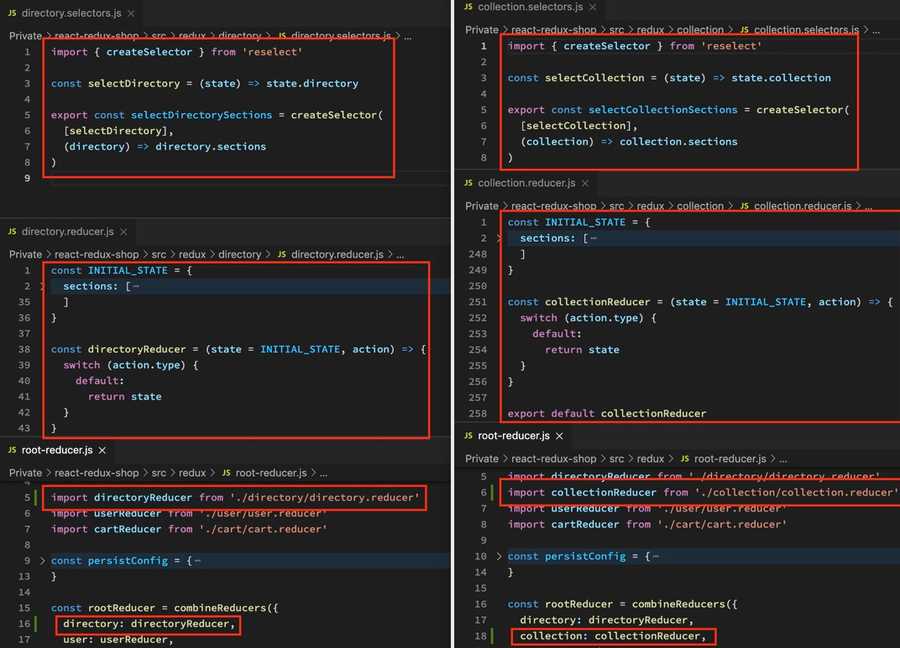 JS directory.selectors.js ×
Private > react-redux-shop > src > redux > directory > JS directory.selectors.js > ...
1 import { createSelector } from 'reselect'
2
3 const selectDirectory = (state) => state.directory
4
5 export const selectDirectorySections = createSelector(
6 [selectDirectory],
7 (directory) => directory.sections
8 )
9
JS directory.reducer.js ×
Private > react-redux-shop > src > redux > directory > JS directory.reducer.js > ...
1 const INITIAL_STATE = {
2 > sections: [⋯
35 ]
36 }
37
38 const directoryReducer = (state = INITIAL_STATE, action) => {
39 switch (action.type) {
40 default:
41 return state
42 }
43 }
JS root-reducer.js ×
Private > react-redux-shop > src > redux > JS root-reducer.js > ...
4
5 import directoryReducer from './directory/directory.reducer'
6 import userReducer from './user/user.reducer'
7 import cartReducer from './cart/cart.reducer'
8
9 > const persistConfig = {⋯
13 }
14
15 const rootReducer = combineReducers({
16 directory: directoryReducer,
17 user: userReducer,
JS collection.selectors.js ×
Private > react-redux-shop > src > redux > collection > JS collection.selectors.js > ...
1 import { createSelector } from 'reselect'
2
3 const selectCollection = (state) => state.collection
4
5 export const selectCollectionSections = createSelector(
6 [selectCollection],
7 (collection) => collection.sections
8 )
JS collection.reducer.js ×
Private > react-redux-shop > src > redux > collection > JS collection.reducer.js > ...
1 const INITIAL_STATE = {
2 > sections: [⋯
248 ]
249 }
250
251 const collectionReducer = (state = INITIAL_STATE, action) => {
252 switch (action.type) {
253 default:
254 return state
255 }
256 }
257
258 export default collectionReducer
JS root-reducer.js ×
Private > react-redux-shop > src > redux > JS root-reducer.js > ...
5 import directoryReducer from './directory/directory.reducer'
6 import collectionReducer from './collection/collection.reducer'
7 import userReducer from './user/user.reducer'
8 import cartReducer from './cart/cart.reducer'
9
10 > const persistConfig = {⋯
14 }
15
16 const rootReducer = combineReducers({
17 directory: directoryReducer,
18 collection: collectionReducer,